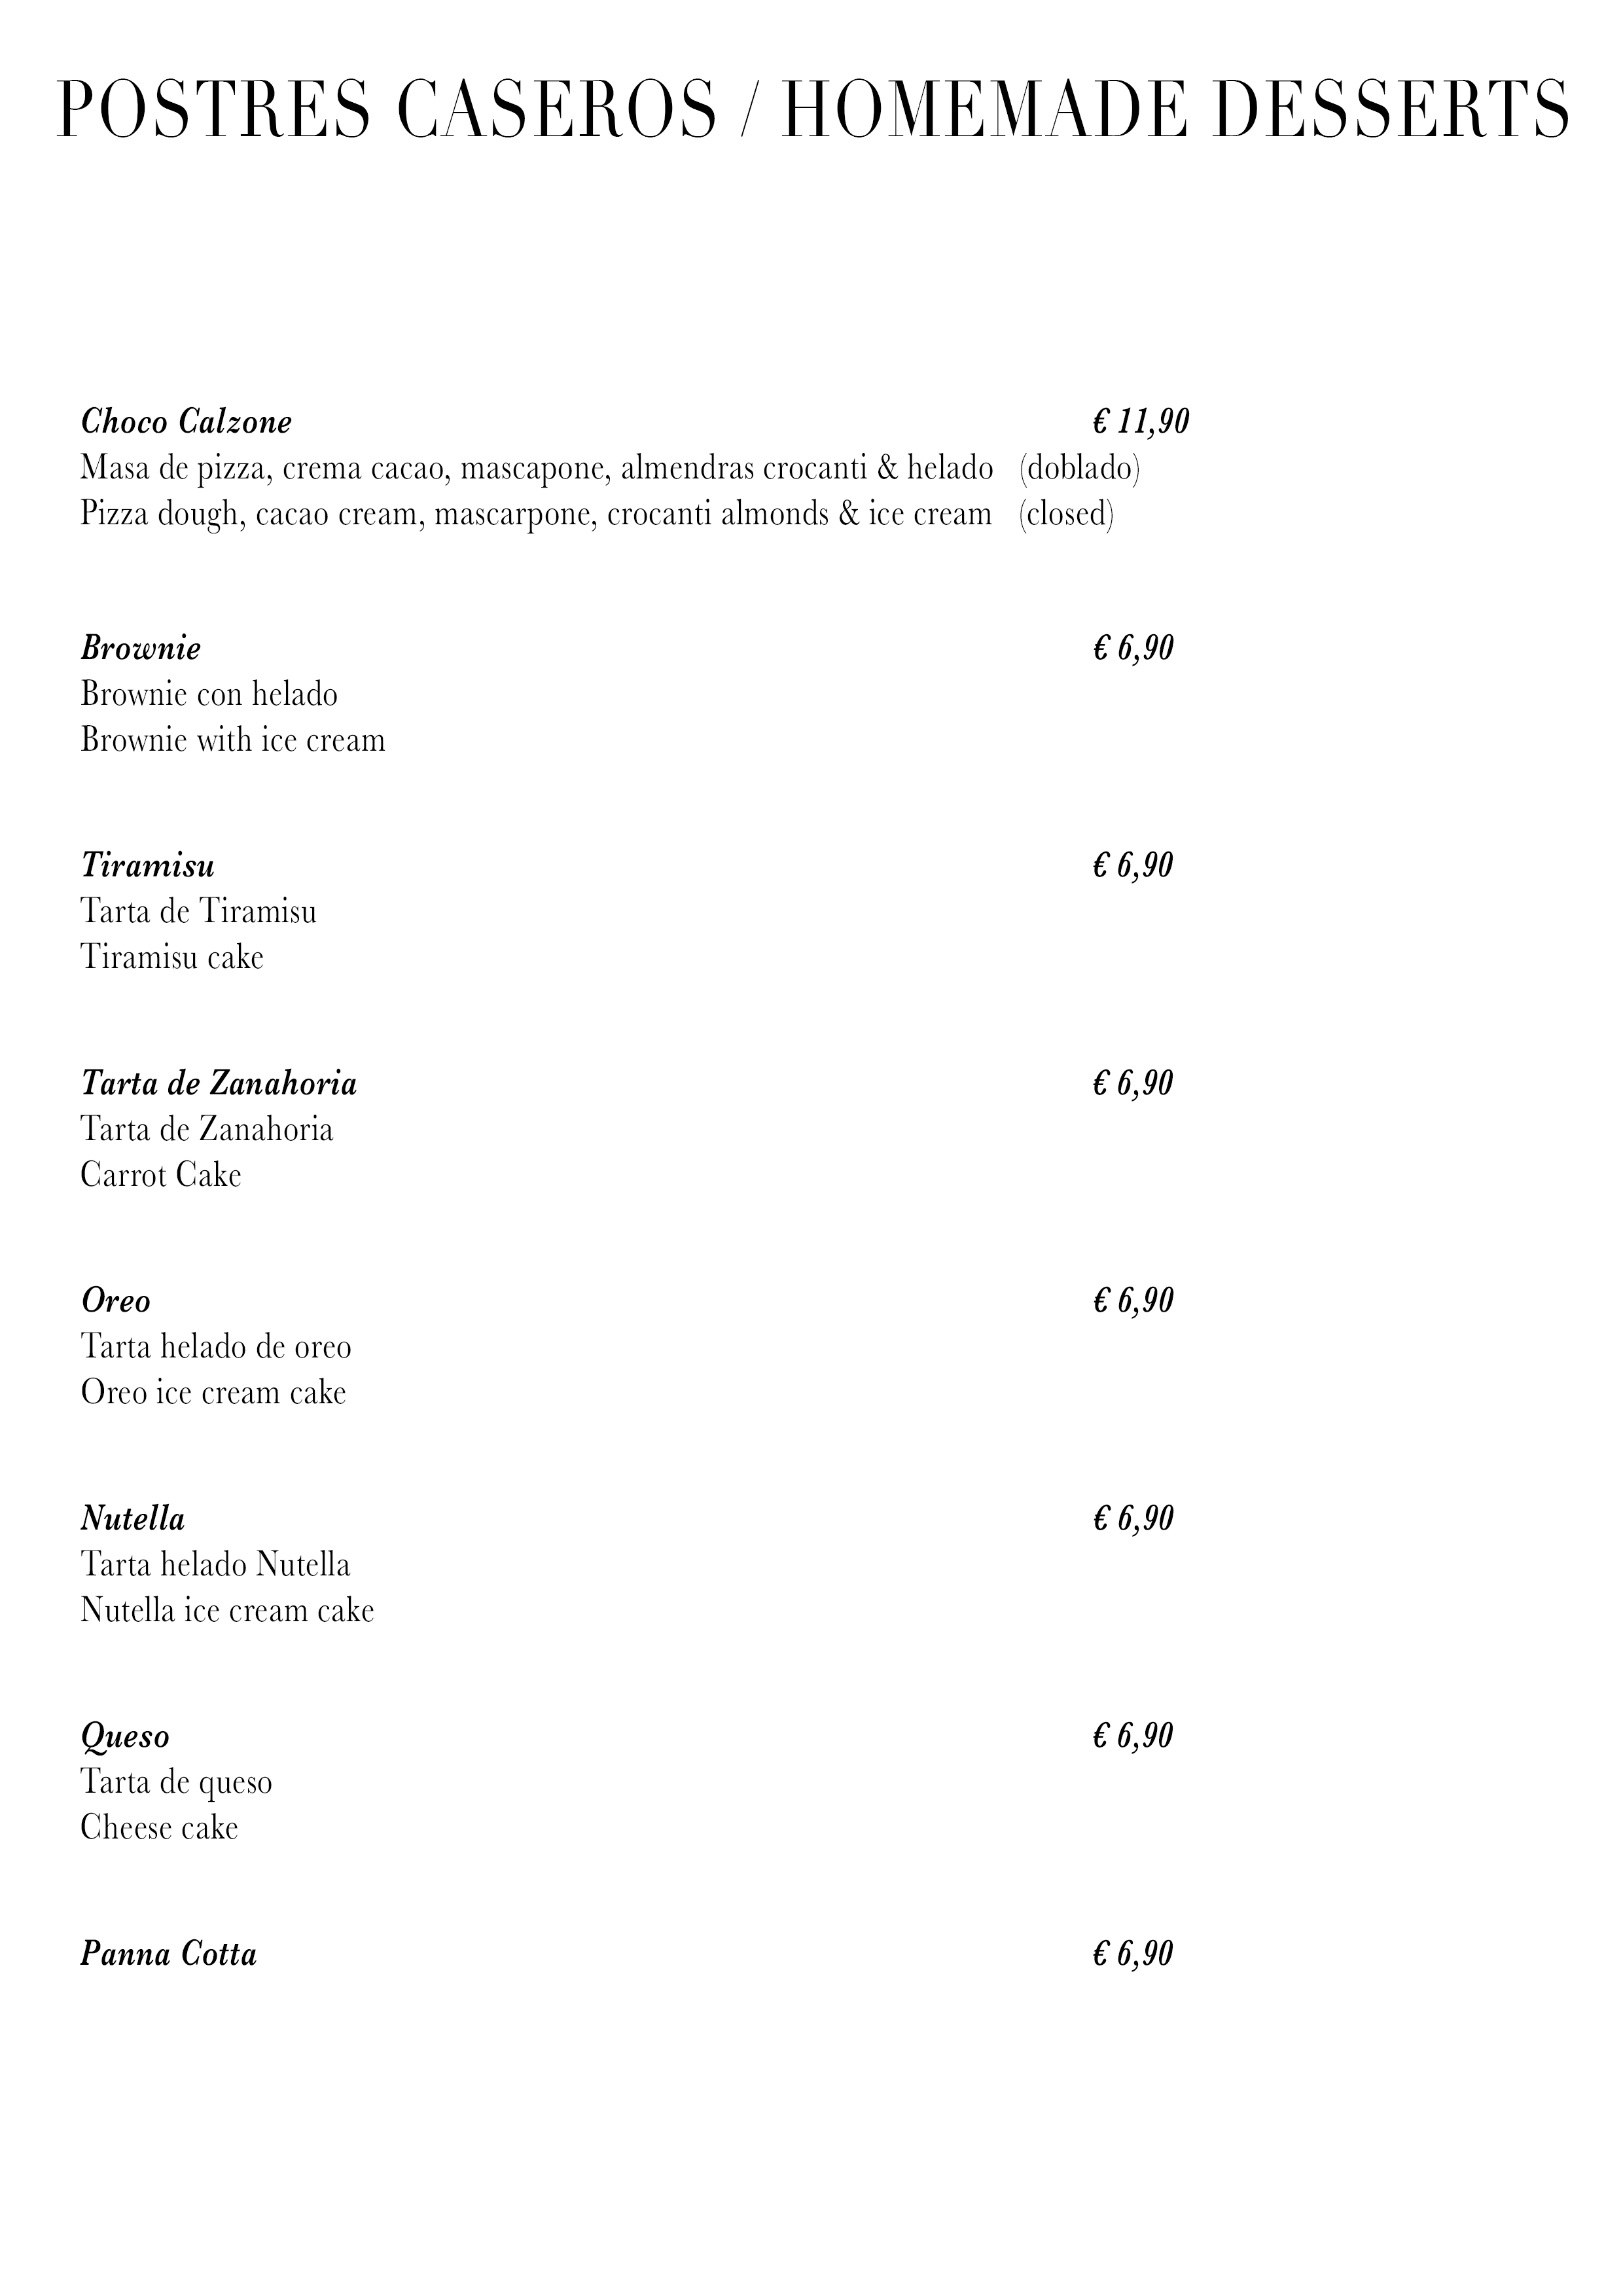 POSTRES CASEROS / HOMEMADE DESSERTS
Choco Calzone € 11,90
Masa de pizza, crema cacao, mascapone, almendras crocanti & helado (doblado)
Pizza dough, cacao cream, mascarpone, crocanti almonds & ice cream (closed)
Brownie € 6,90
Brownie con helado
Brownie with ice cream
Tiramisu € 6,90
Tarta de Tiramisu
Tiramisu cake
Tarta de Zanahoria € 6,90
Tarta de Zanahoria
Carrot Cake
Oreo € 6,90
Tarta helado de oreo
Oreo ice cream cake
Nutella € 6,90
Tarta helado Nutella
Nutella ice cream cake
Queso € 6,90
Tarta de queso
Cheese cake
Panna Cotta € 6,90